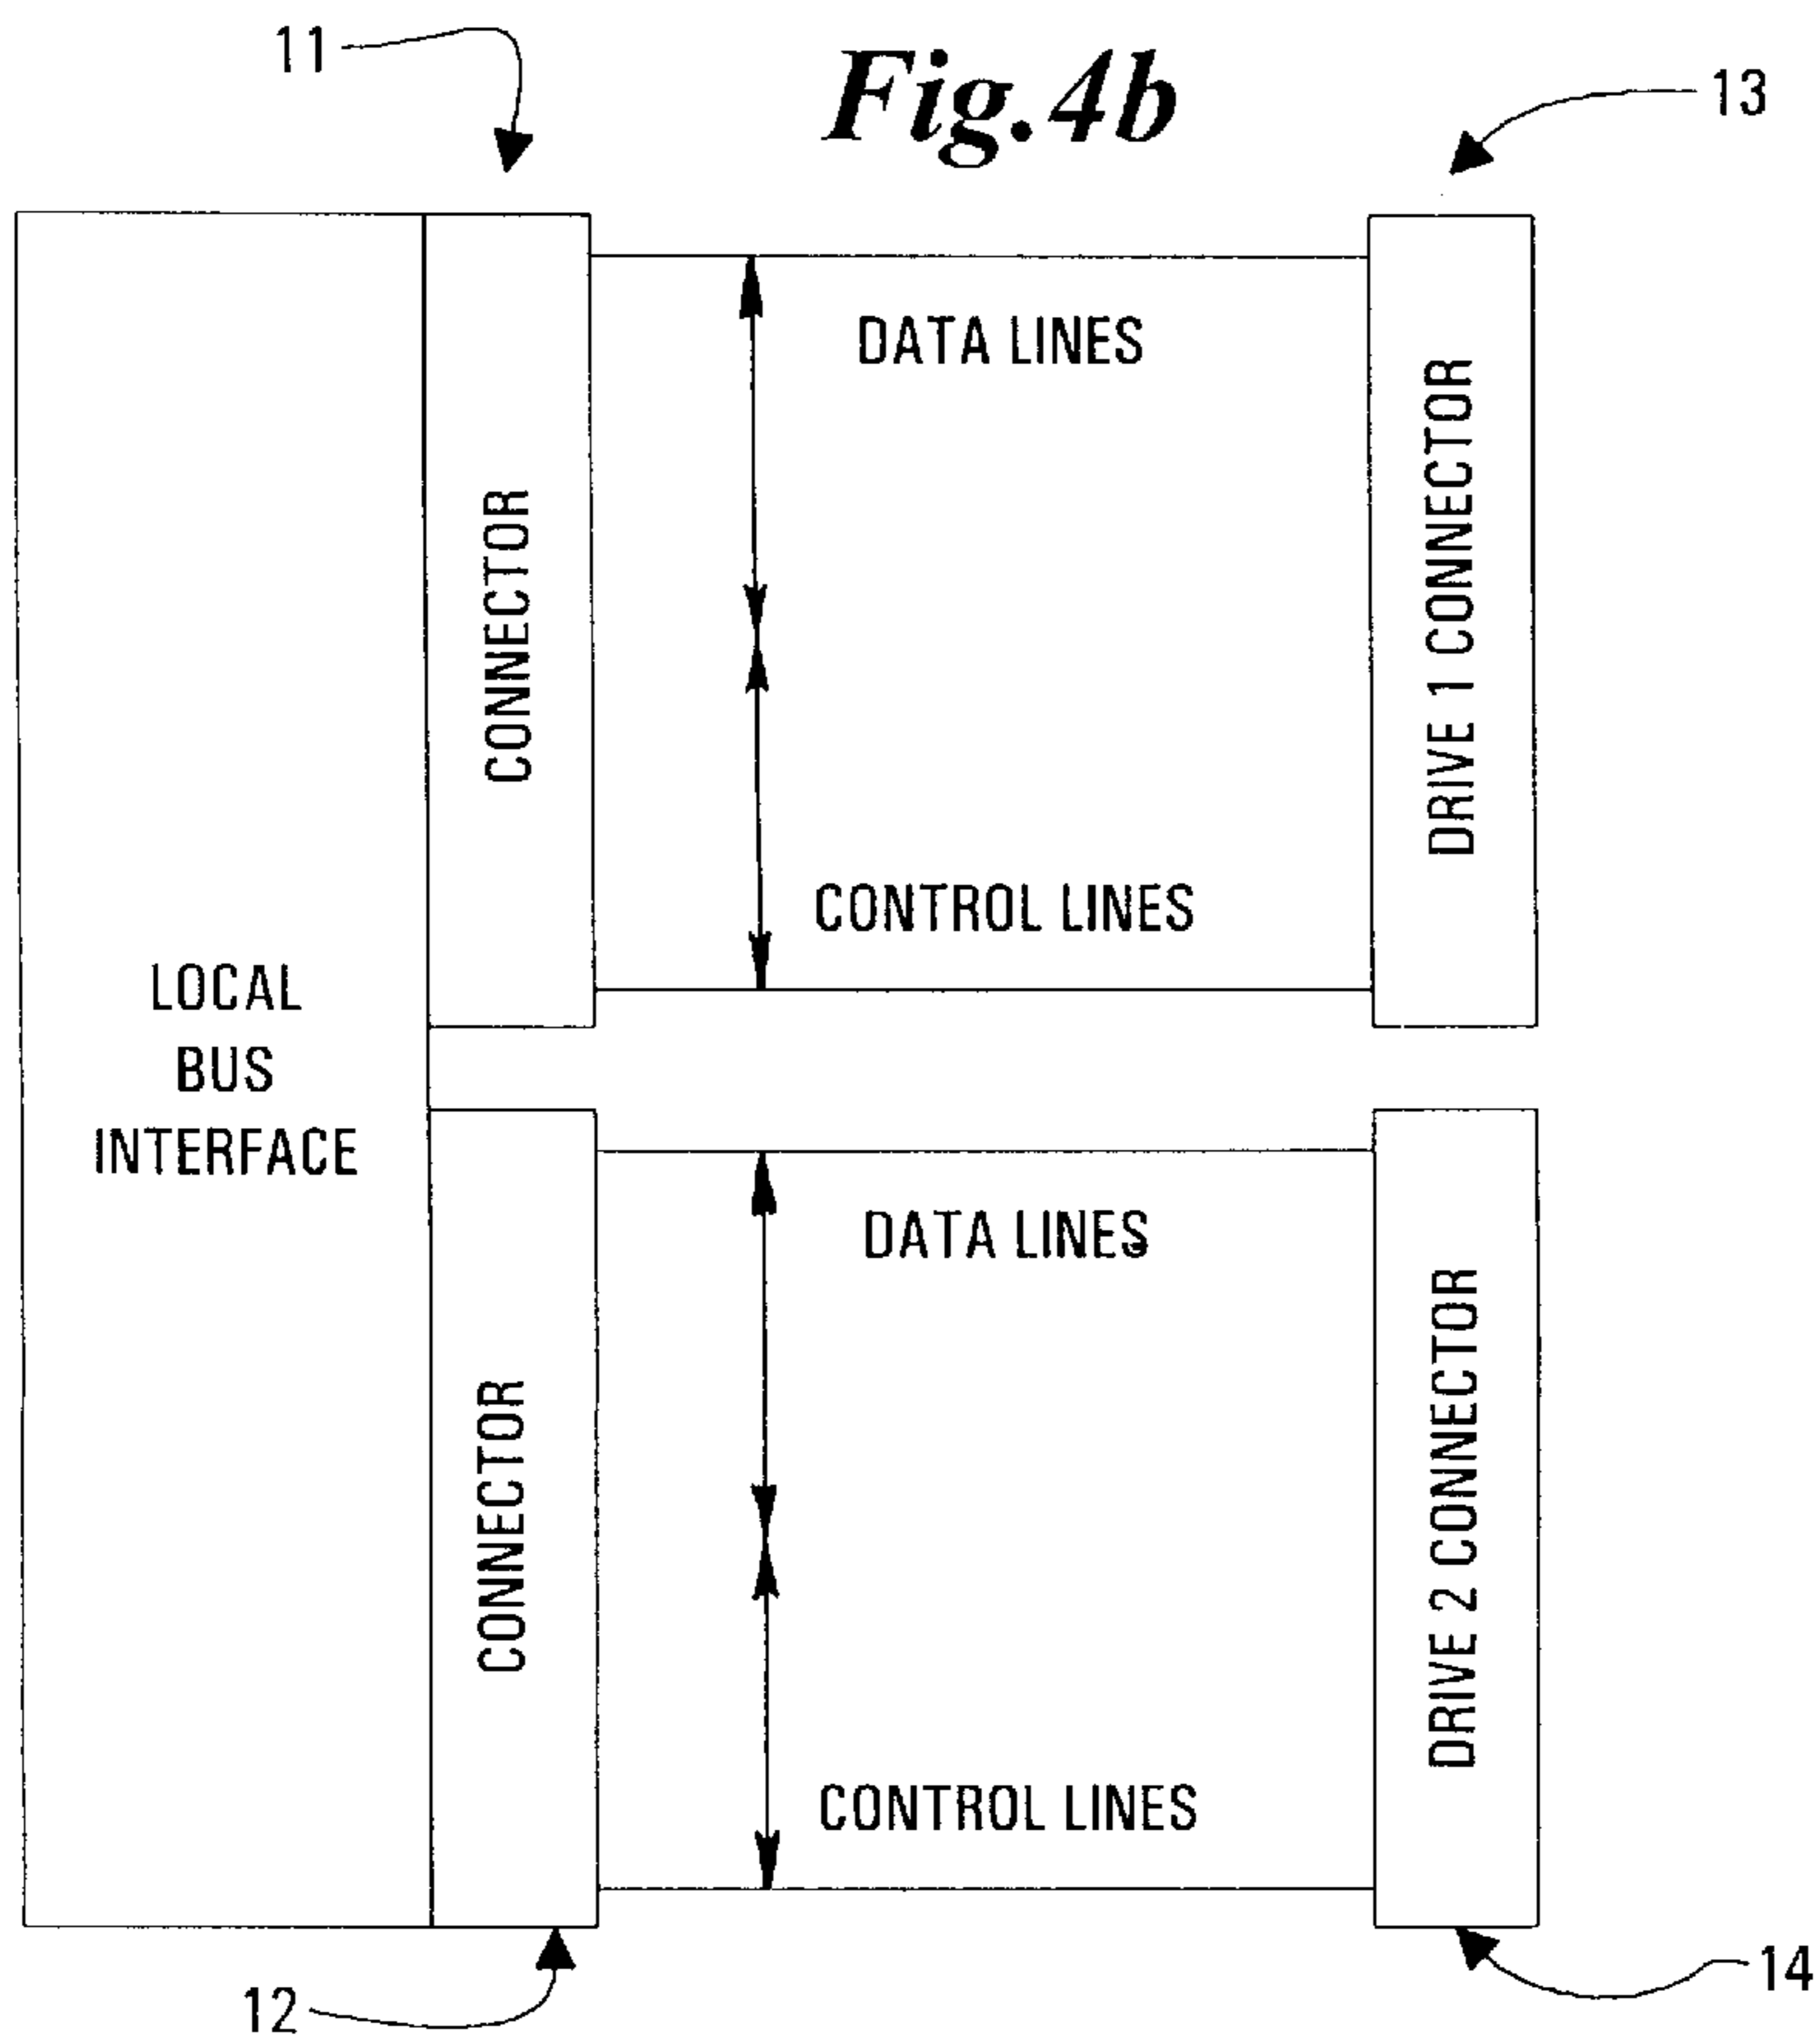 11
Fig.4b
13
DATA LINES
CONNECTOR
DRIVE 1 CONNECTOR
CONTROL LINES
LOCAL
BUS
INTERFACE
DATA LINES
CONNECTOR
DRIVE 2 CONNECTOR
CONTROL LINES
12
14